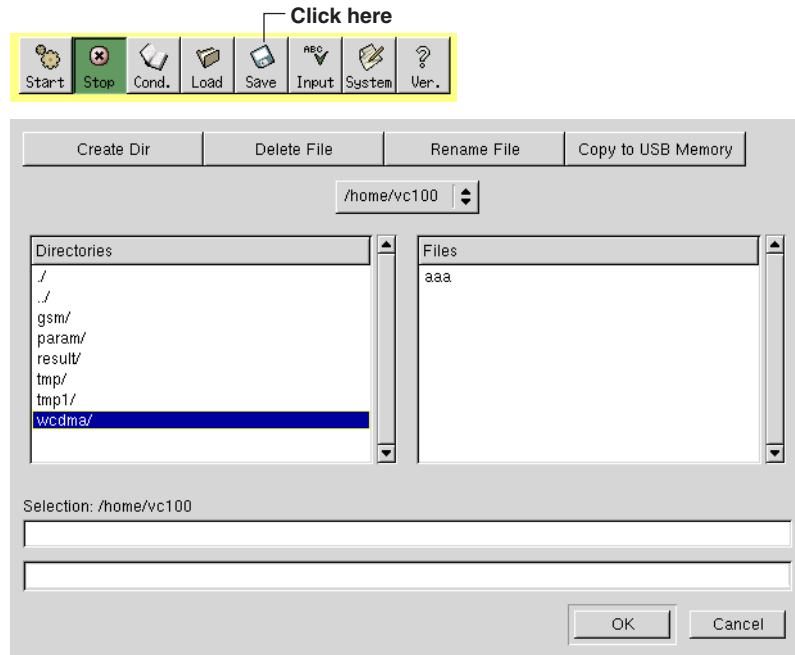 Click here
Start Stop Cond. Load Save Input System Ver.
Create Dir Delete File Rename File Copy to USB Memory
/home/vc100
Directories
./
../
gsm/
param/
result/
tmp/
tmp1/
wcdma/
Files
aaa
Selection: /home/vc100
OK Cancel